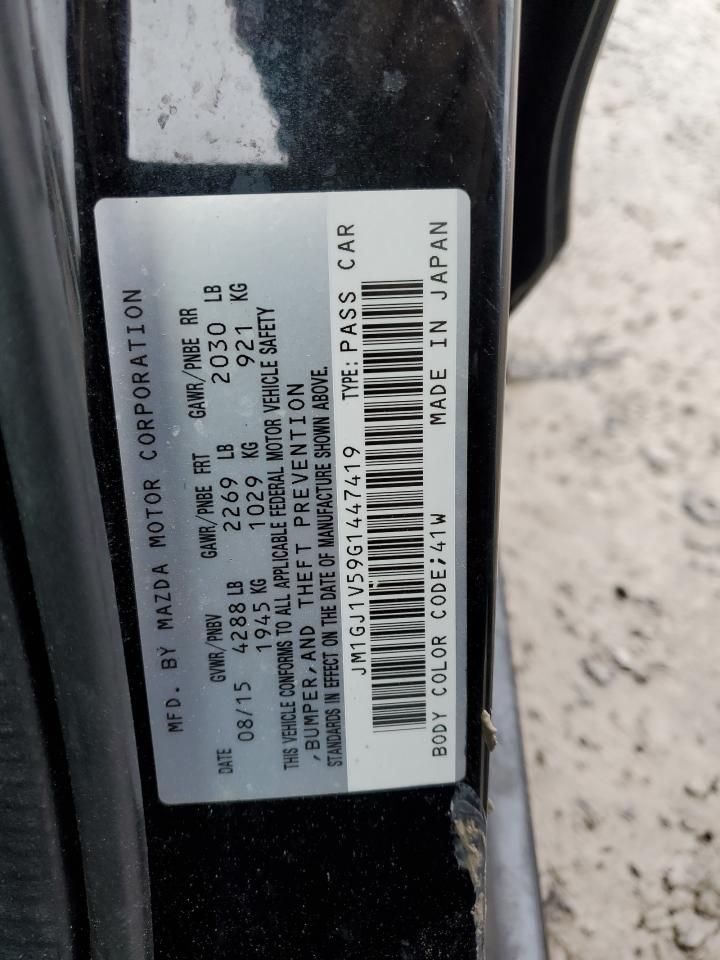 MFD. BY MAZDA MOTOR CORPORATION
DATE GVWR/PNBV GAWR/PNBE FRT GAWR/PNBE RR
08/15 4288 LB 2269 LB 2030 LB
1945 KG 1029 KG 921 KG
THIS VEHICLE CONFORMS TO ALL APPLICABLE FEDERAL MOTOR VEHICLE SAFETY
,BUMPER,AND THEFT PREVENTION
STANDARDS IN EFFECT ON THE DATE OF MANUFACTURE SHOWN ABOVE.
JM1GJ1V59G1447419 TYPE:PASS CAR
BODY COLOR CODE;41W MADE IN JAPAN